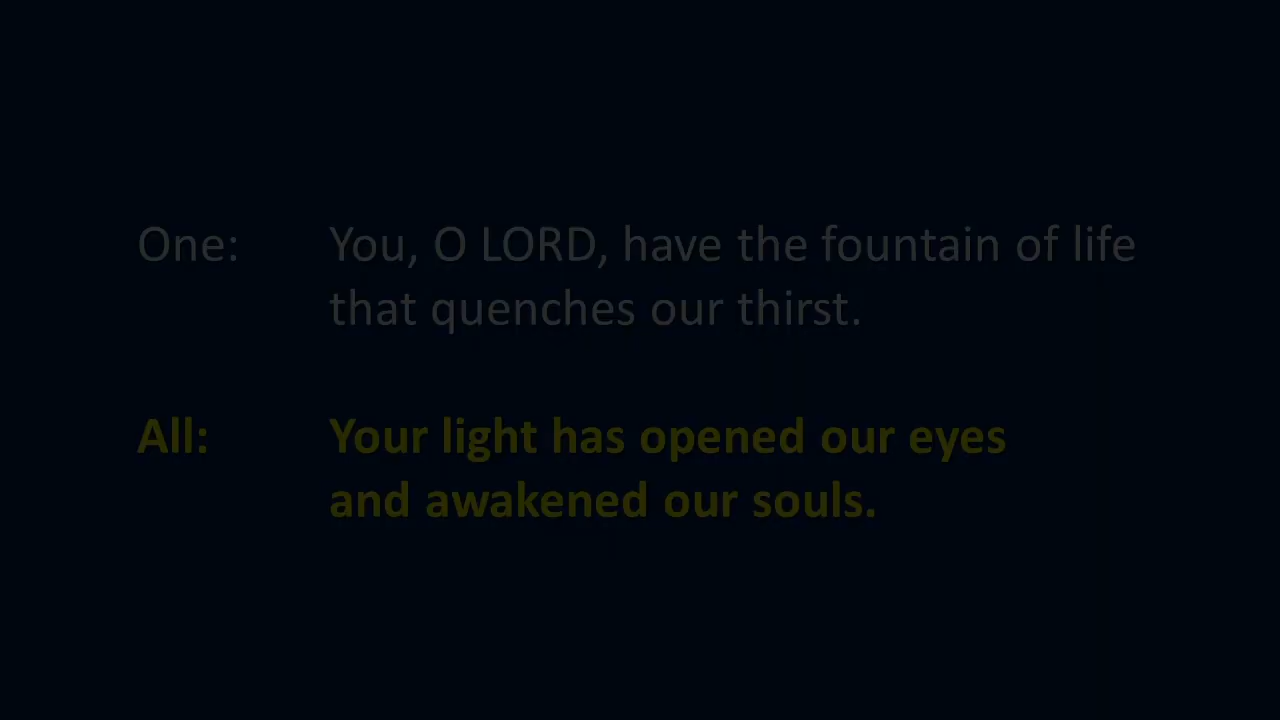 One: You, O LORD, have the fountain of life
that quenches our thirst.
All: Your light has opened our eyes
and awakened our souls.